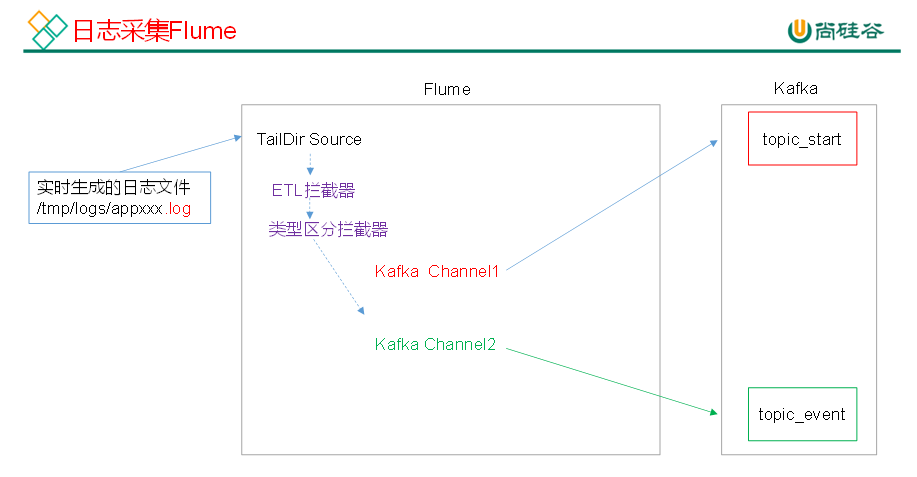 日志采集Flume
尚硅谷
Flume
Kafka
TailDir Source
topic_start
实时生成的日志文件
/tmp/logs/appxxx.log
ETL拦截器
类型区分拦截器
Kafka Channel1
Kafka Channel2
topic_event